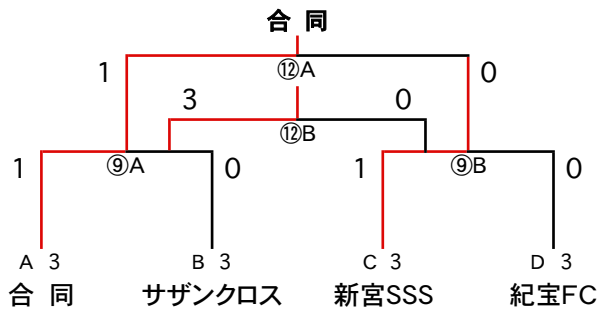 合 同
1 ⑫A 0
3 0
⑫B
1 ⑨A 0 1 ⑨B 0
A 3 B 3 C 3 D 3
合 同 サザンクロス 新宮SSS 紀宝FC